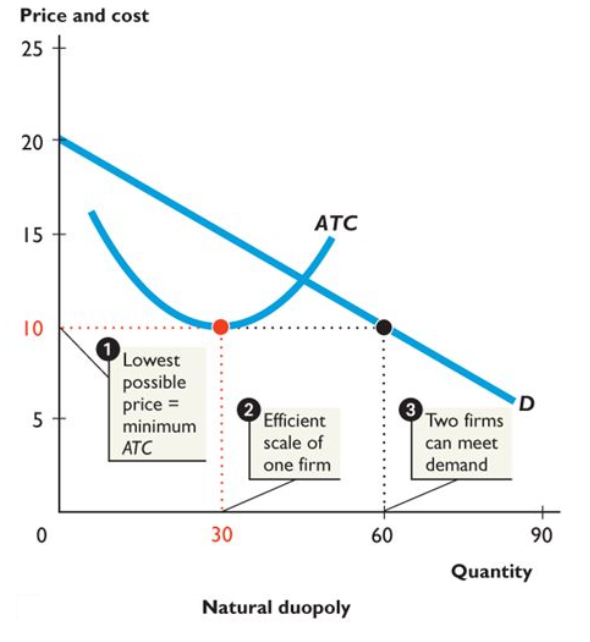 Price and cost
25
20
15
10
5
0
ATC
D
1
Lowest
possible
price =
minimum
ATC
2
Efficient
scale of
one firm
3
Two firms
can meet
demand
30
60
90
Quantity
Natural duopoly